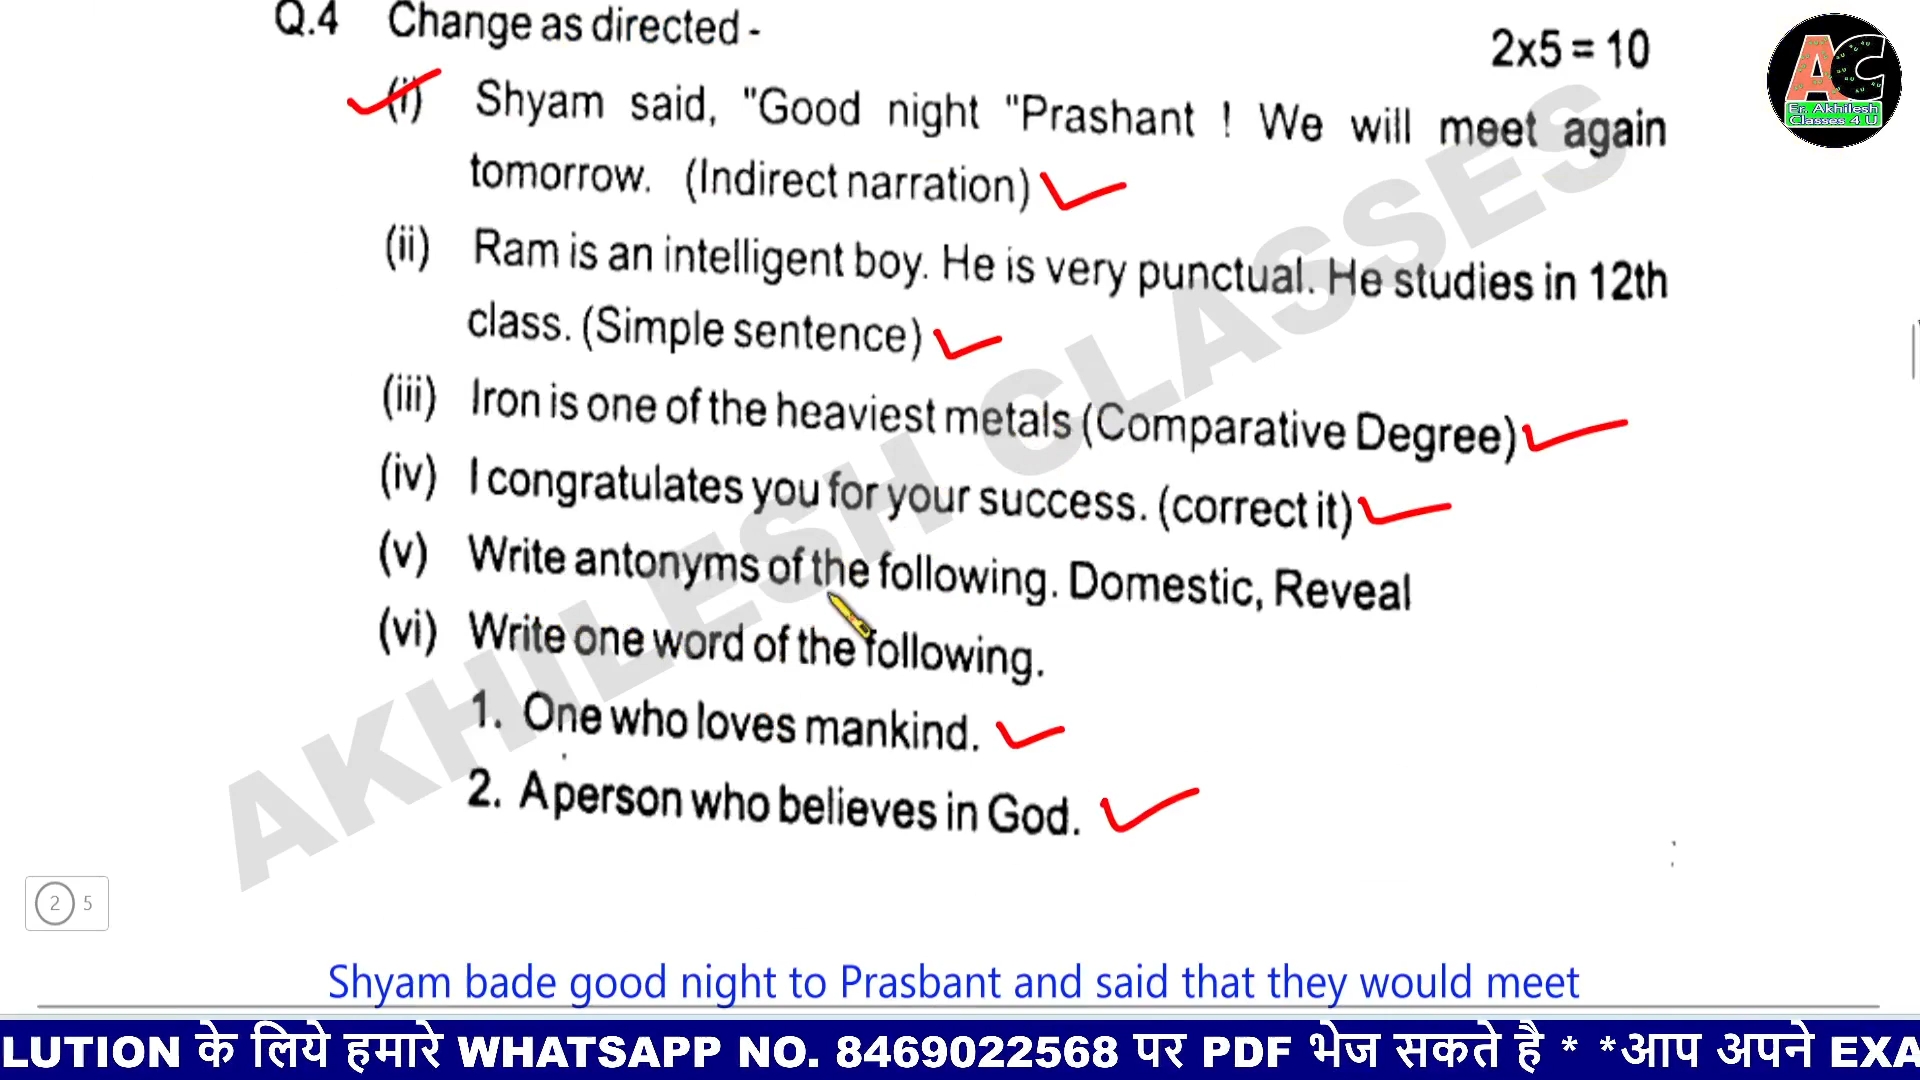 Q.4 Change as directed -
2x5 = 10
(i) Shyam said, "Good night "Prashant ! We will meet again
tomorrow. (Indirect narration)
(ii) Ram is an intelligent boy. He is very punctual. He studies in 12th
class. (Simple sentence)
(iii) Iron is one of the heaviest metals (Comparative Degree)
(iv) I congratulates you for your success. (correct it)
(v) Write antonyms of the following. Domestic, Reveal
(vi) Write one word of the following.
1. One who loves mankind.
2. A person who believes in God.
AKHILESH CLASSES
AC
Er. Akhilesh
Classes 4 U
2 5
Shyam bade good night to Prasbant and said that they would meet
LUTION के लिये हमारे WHATSAPP NO. 8469022568 पर PDF भेज सकते है * *आप अपने EXA